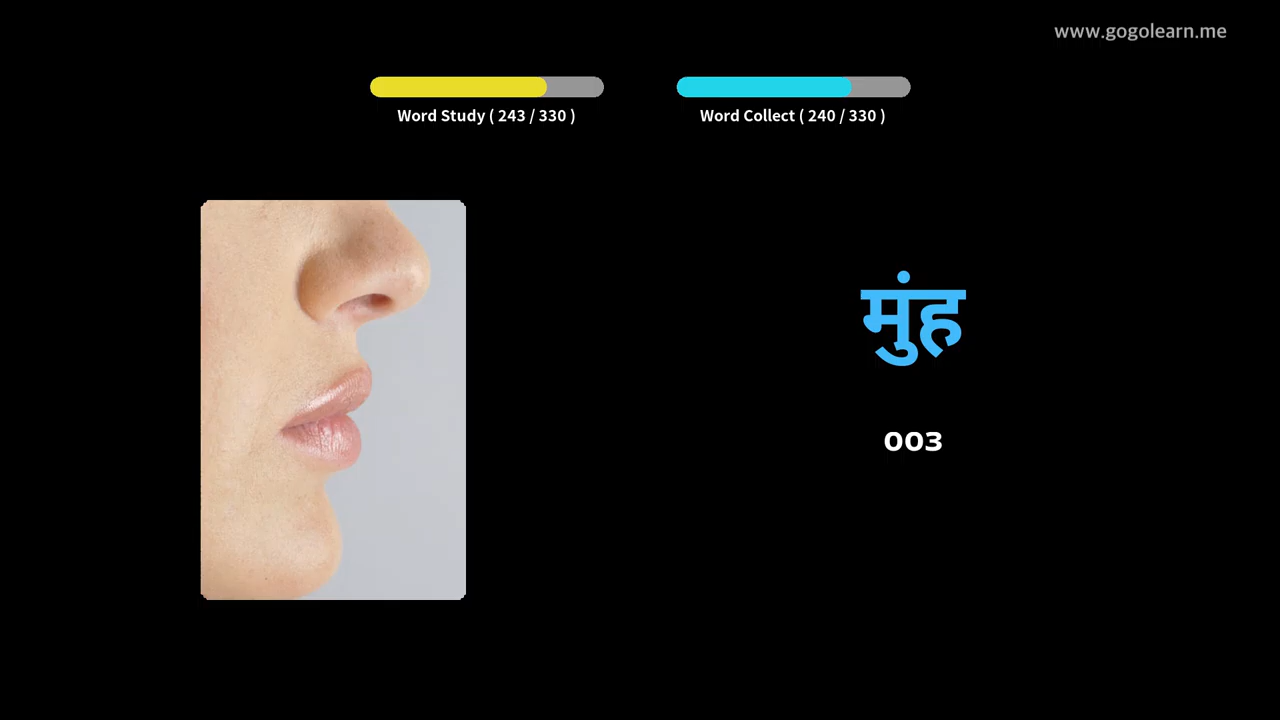 www.gogolearn.me
Word Study ( 243 / 330 )
Word Collect ( 240 / 330 )
मुंह
003